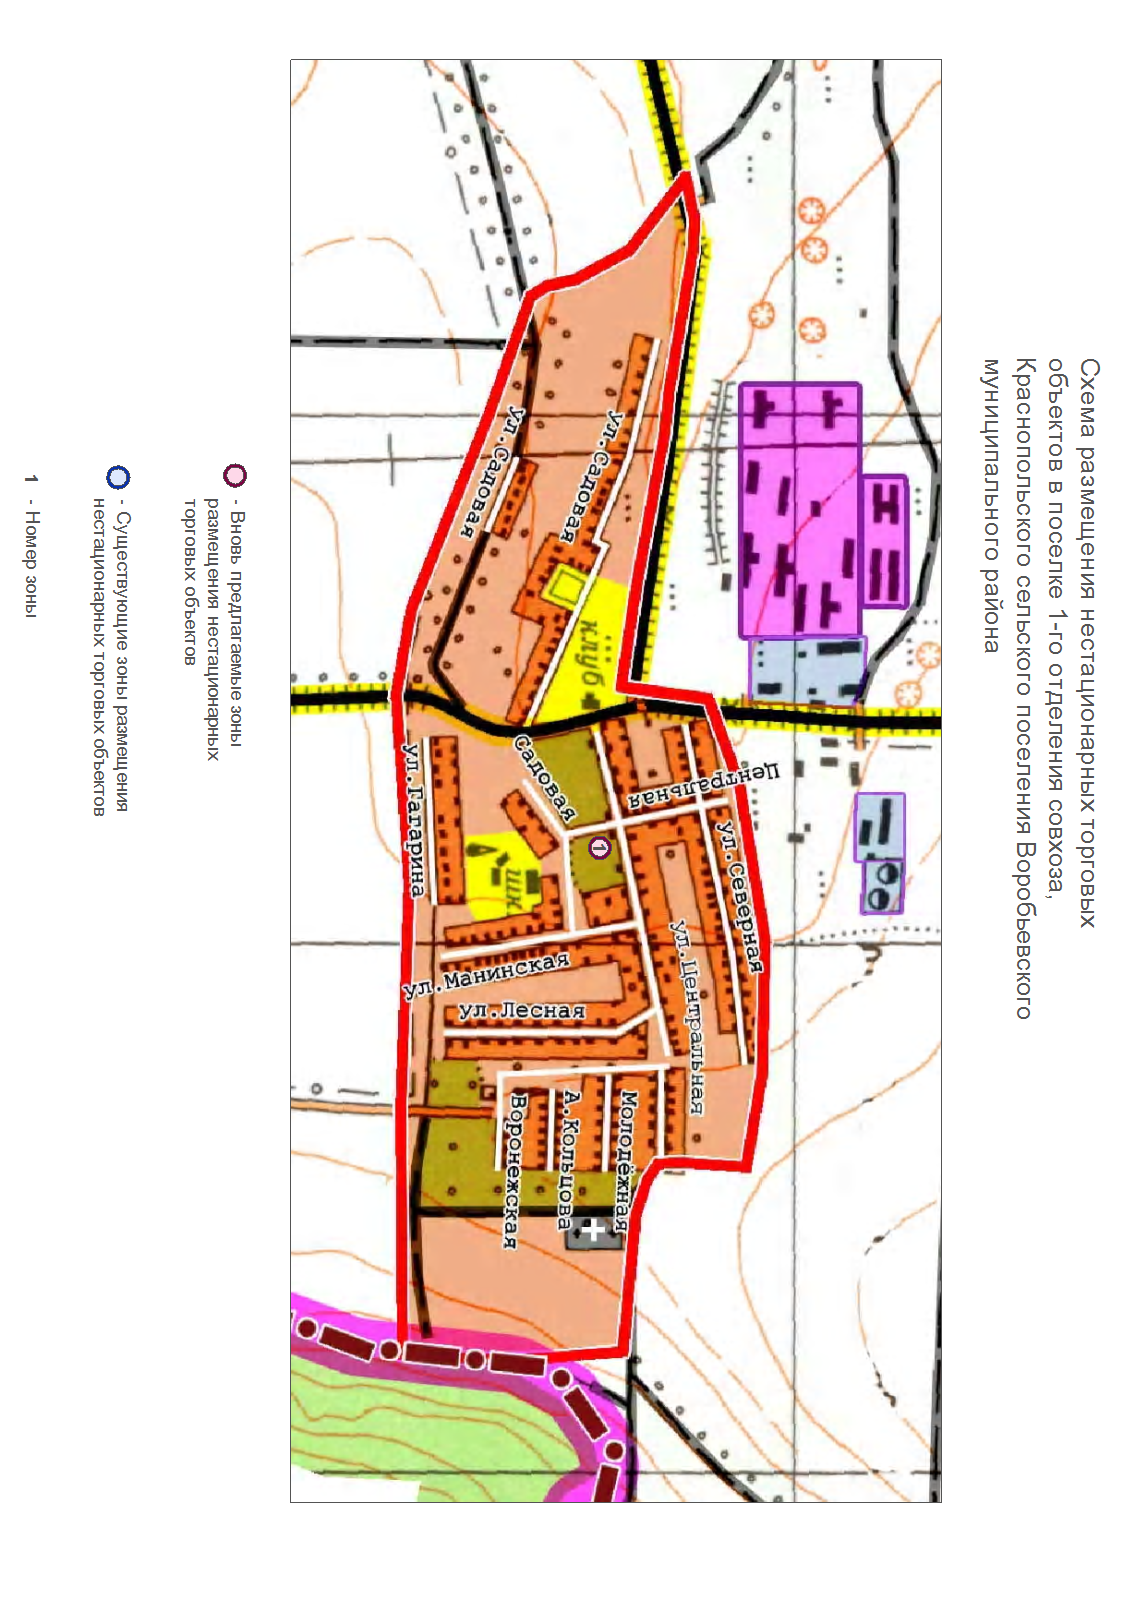 Схема размещения нестационарных торговых
объектов в поселке 1-го отделения совхоза,
Краснопольского сельского поселения Воробьевского
муниципального района
ул.Садовая
ул.Садовая
клуб
Садовая
Центральная
ул.Северная
ул.Гагарина
шк
1
ул.Центральная
ул.Манинская
ул.Лесная
Молодёжная
А.Кольцова
Воронежская
- Вновь предлагаемые зоны
размещения нестационарных
торговых объектов
- Существующие зоны размещения
нестационарных торговых объектов
1 - Номер зоны